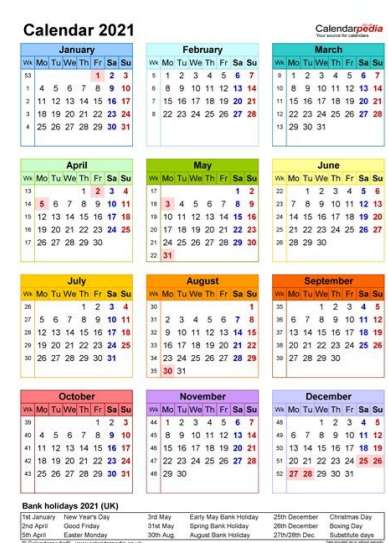 Calendar 2021
Calendarpedia
Your source for calendars
January February March
Wk Mo Tu We Th Fr Sa Su Wk Mo Tu We Th Fr Sa Su Wk Mo Tu We Th Fr Sa Su
53 1 2 3 5 1 2 3 4 5 6 7 9 1 2 3 4 5 6 7
1 4 5 6 7 8 9 10 6 8 9 10 11 12 13 14 10 8 9 10 11 12 13 14
2 11 12 13 14 15 16 17 7 15 16 17 18 19 20 21 11 15 16 17 18 19 20 21
3 18 19 20 21 22 23 24 8 22 23 24 25 26 27 28 12 22 23 24 25 26 27 28
4 25 26 27 28 29 30 31 13 29 30 31
April May June
Wk Mo Tu We Th Fr Sa Su Wk Mo Tu We Th Fr Sa Su Wk Mo Tu We Th Fr Sa Su
13 1 2 3 4 17 1 2 22 1 2 3 4 5 6
14 5 6 7 8 9 10 11 18 3 4 5 6 7 8 9 23 7 8 9 10 11 12 13
15 12 13 14 15 16 17 18 19 10 11 12 13 14 15 16 24 14 15 16 17 18 19 20
16 19 20 21 22 23 24 25 20 17 18 19 20 21 22 23 25 21 22 23 24 25 26 27
17 26 27 28 29 30 21 24 25 26 27 28 29 30 26 28 29 30
22 31
July August September
Wk Mo Tu We Th Fr Sa Su Wk Mo Tu We Th Fr Sa Su Wk Mo Tu We Th Fr Sa Su
26 1 2 3 4 30 1 35 1 2 3 4 5
27 5 6 7 8 9 10 11 31 2 3 4 5 6 7 8 36 6 7 8 9 10 11 12
28 12 13 14 15 16 17 18 32 9 10 11 12 13 14 15 37 13 14 15 16 17 18 19
29 19 20 21 22 23 24 25 33 16 17 18 19 20 21 22 38 20 21 22 23 24 25 26
30 26 27 28 29 30 31 34 23 24 25 26 27 28 29 39 27 28 29 30
35 30 31
October November December
Wk Mo Tu We Th Fr Sa Su Wk Mo Tu We Th Fr Sa Su Wk Mo Tu We Th Fr Sa Su
39 1 2 3 44 1 2 3 4 5 6 7 48 1 2 3 4 5
40 4 5 6 7 8 9 10 45 8 9 10 11 12 13 14 49 6 7 8 9 10 11 12
41 11 12 13 14 15 16 17 46 15 16 17 18 19 20 21 50 13 14 15 16 17 18 19
42 18 19 20 21 22 23 24 47 22 23 24 25 26 27 28 51 20 21 22 23 24 25 26
43 25 26 27 28 29 30 31 48 29 30 52 27 28 29 30 31
Bank holidays 2021 (UK)
1st January New Year's Day 3rd May Early May Bank Holiday 25th December Christmas Day
2nd April Good Friday 31st May Spring Bank Holiday 26th December Boxing Day
5th April Easter Monday 30th Aug. August Bank Holiday 27th/28th Dec. Substitute days